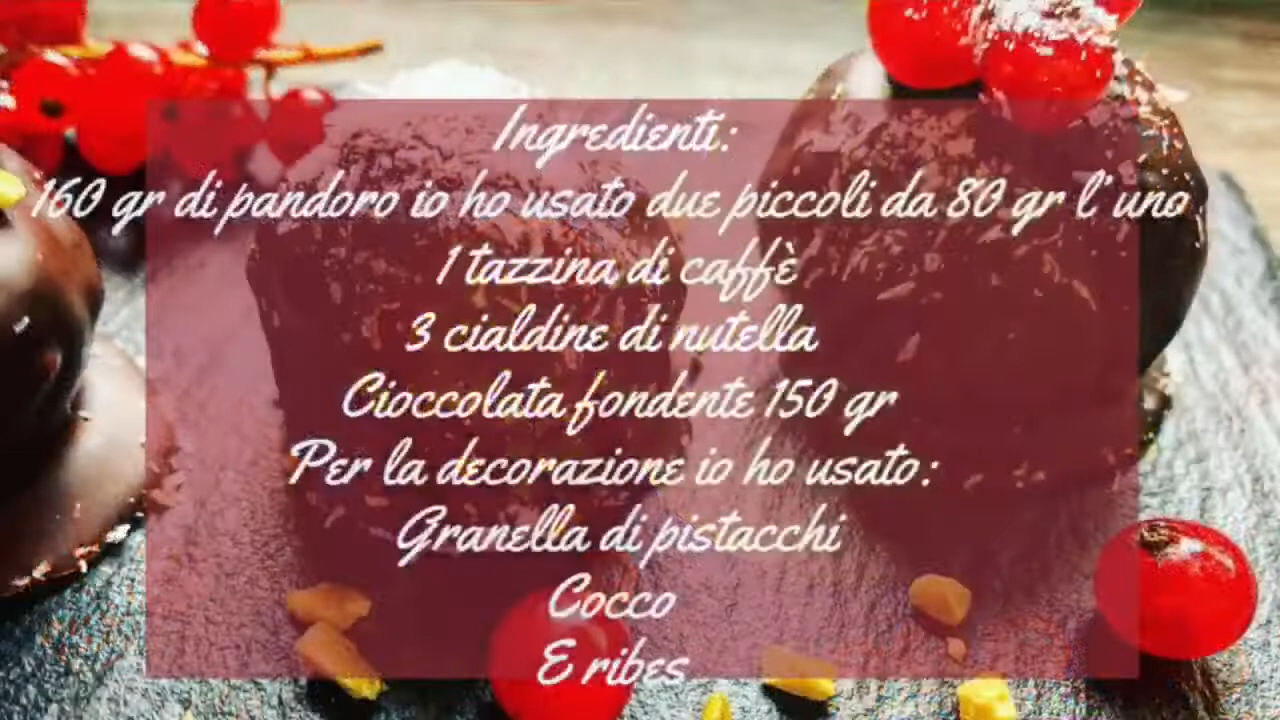 Ingredienti:
160 gr di pandoro io ho usato due piccoli da 80 gr l'uno
1 tazzina di caffè
3 cialdine di nutella
Cioccolata fondente 150 gr
Per la decorazione io ho usato:
Granella di pistacchi
Cocco
E ribes